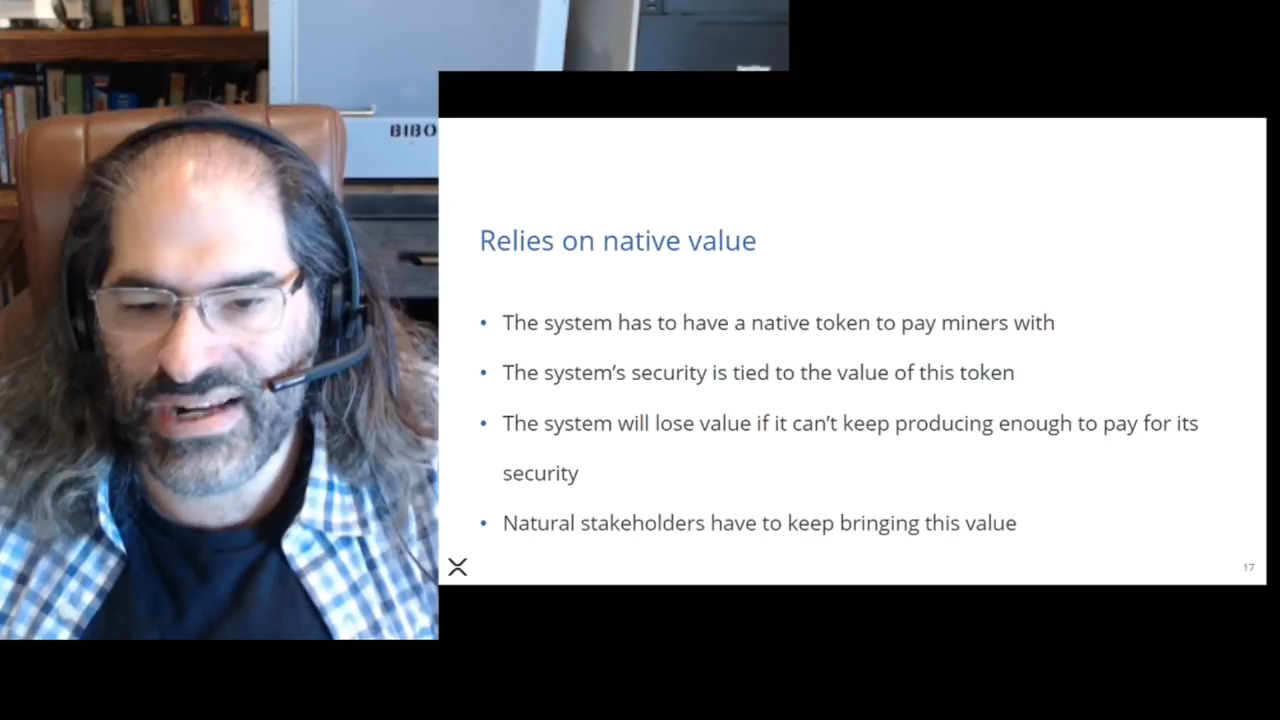 BIBO
Relies on native value
• The system has to have a native token to pay miners with
• The system’s security is tied to the value of this token
• The system will lose value if it can’t keep producing enough to pay for its
security
• Natural stakeholders have to keep bringing this value
17